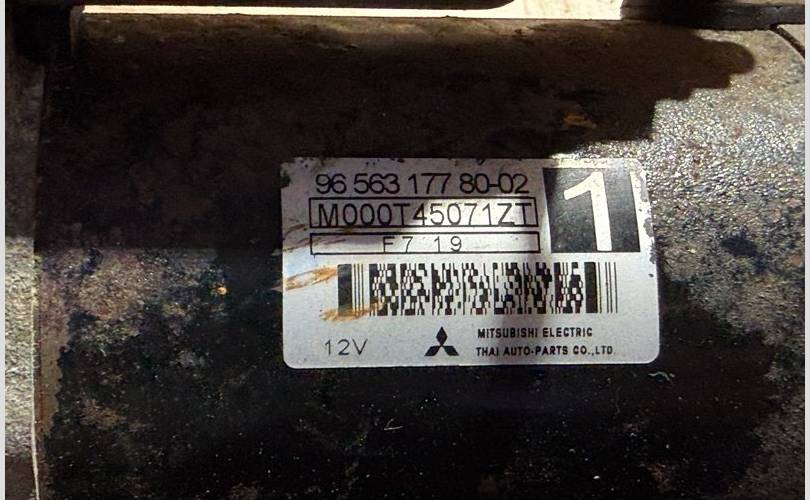 96 563 177 80-02
M000T45071ZT
1
F7 19
12V
MITSUBISHI ELECTRIC
THAI AUTO-PARTS CO.,LTD.